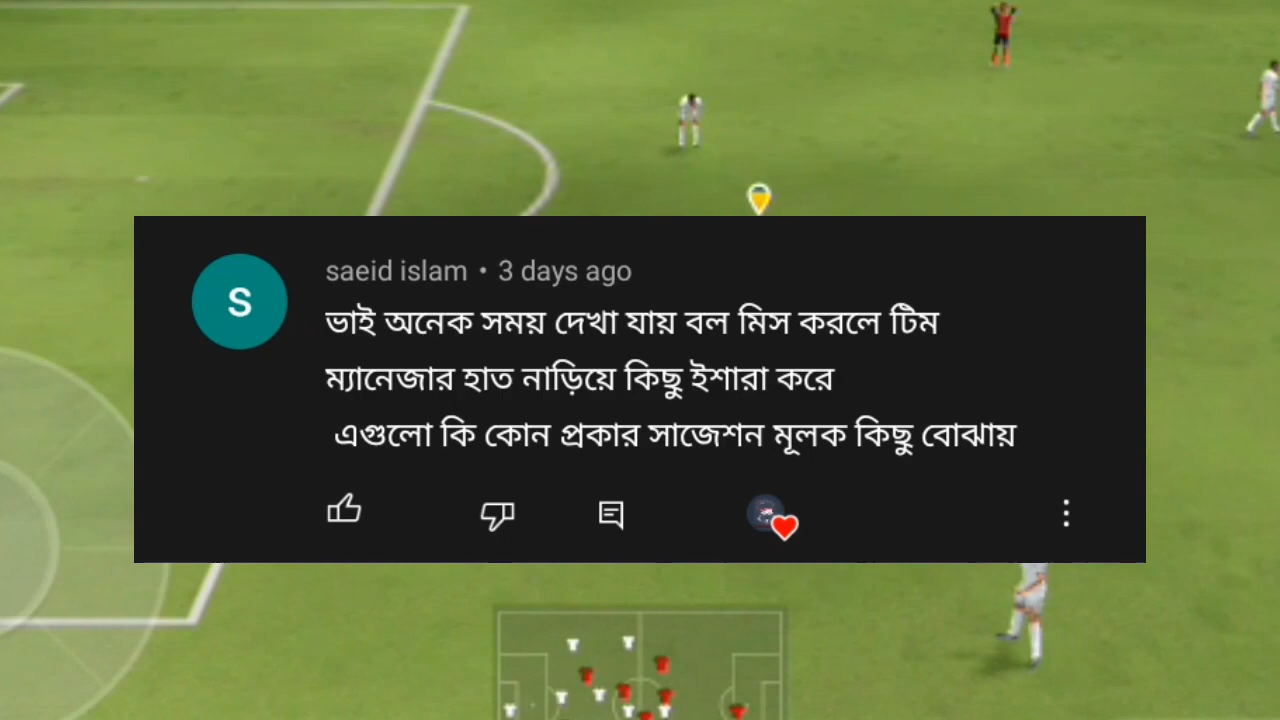 saeid islam • 3 days ago
S
ভাই অনেক সময় দেখা যায় বল মিস করলে টিম
ম্যানেজার হাত নাড়িয়ে কিছু ইশারা করে
এগুলো কি কোন প্রকার সাজেশন মূলক কিছু বোঝায়